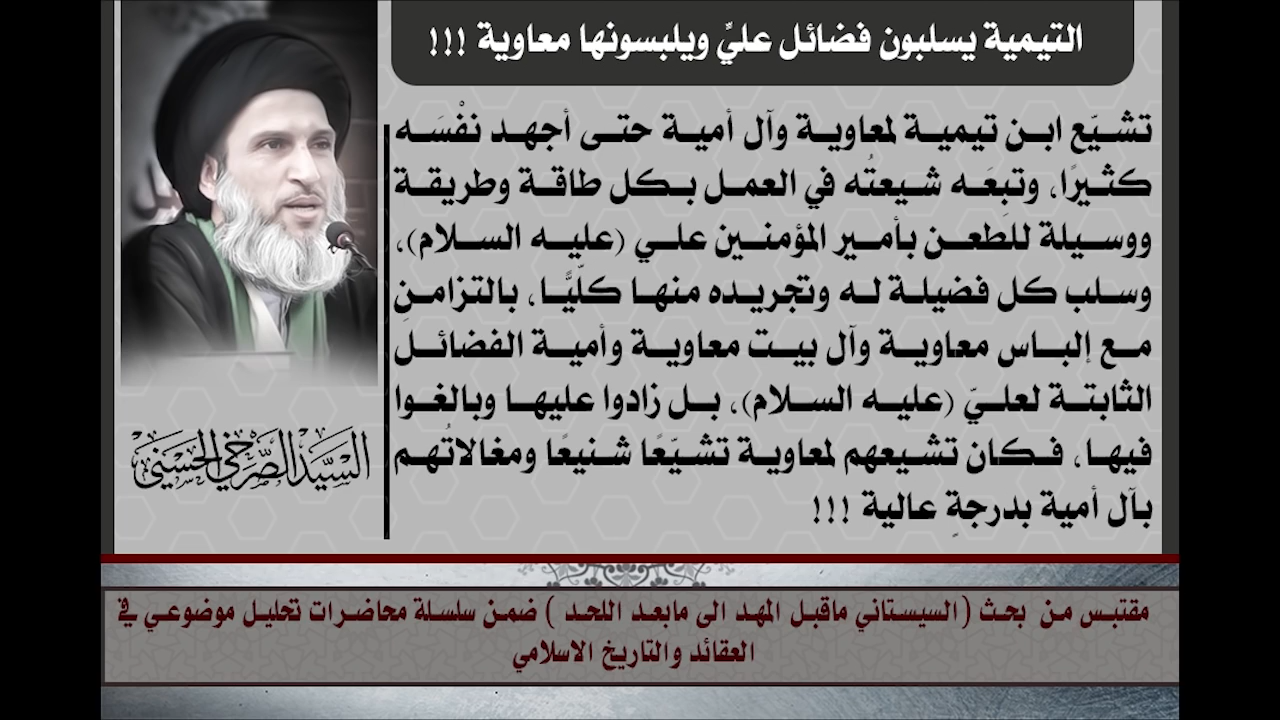 التيمية يسلبون فضائل عليٍّ ويلبسونها معاوية !!!
تشيّع ابن تيمية لمعاوية وآل أمية حتى أجهد نفْسَه
كثيرًا، وتبِعَه شيعتُه في العمل بكل طاقة وطريقة
ووسيلة للطعن بأمير المؤمنين علي (عليه السلام)،
وسلب كل فضيلة له وتجريده منها كلّيًّا، بالتزامنِ
مع إلباس معاوية وآل بيت معاوية وأمية الفضائل
الثابتة لعليّ (عليه السلام)، بل زادوا عليها وبالغوا
فيها، فكان تشيعهم لمعاوية تشيّعًا شنيعًا ومغالاتُهم
بآل أمية بدرجةٍ عالية !!!
السيد الصرخي الحسني
مقتبس من بحث (السيستاني ماقبل المهد الى مابعد اللحد ) ضمن سلسلة محاضرات تحليل موضوعي في
العقائد والتاريخ الاسلامي